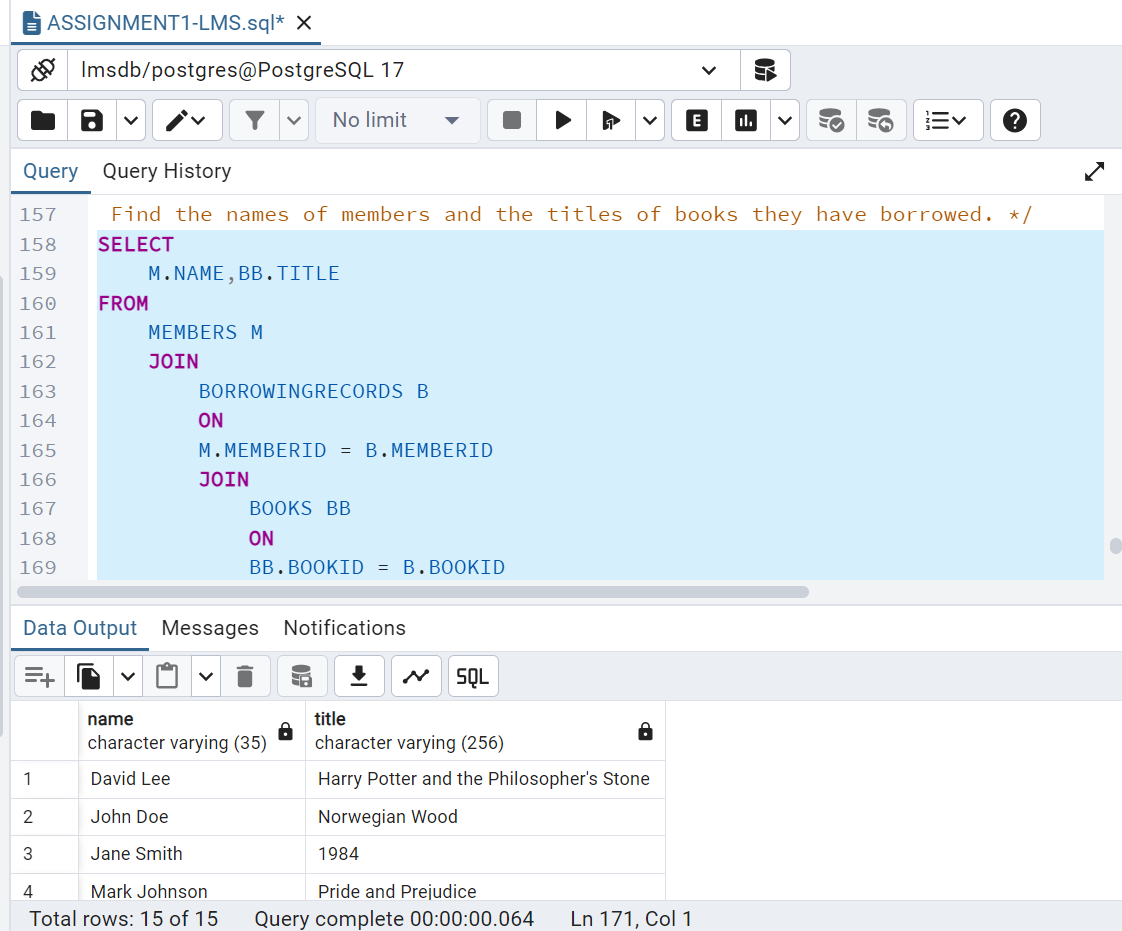 ASSIGNMENT1-LMS.sql*
lmsdb/postgres@PostgreSQL 17
No limit
E
Query Query History
157 Find the names of members and the titles of books they have borrowed. */
158 SELECT
159 M.NAME,BB.TITLE
160 FROM
161 MEMBERS M
162 JOIN
163 BORROWINGRECORDS B
164 ON
165 M.MEMBERID = B.MEMBERID
166 JOIN
167 BOOKS BB
168 ON
169 BB.BOOKID = B.BOOKID
Data Output Messages Notifications
SQL
name title
character varying (35) character varying (256)
1 David Lee Harry Potter and the Philosopher's Stone
2 John Doe Norwegian Wood
3 Jane Smith 1984
4 Mark Johnson Pride and Prejudice
Total rows: 15 of 15 Query complete 00:00:00.064 Ln 171, Col 1